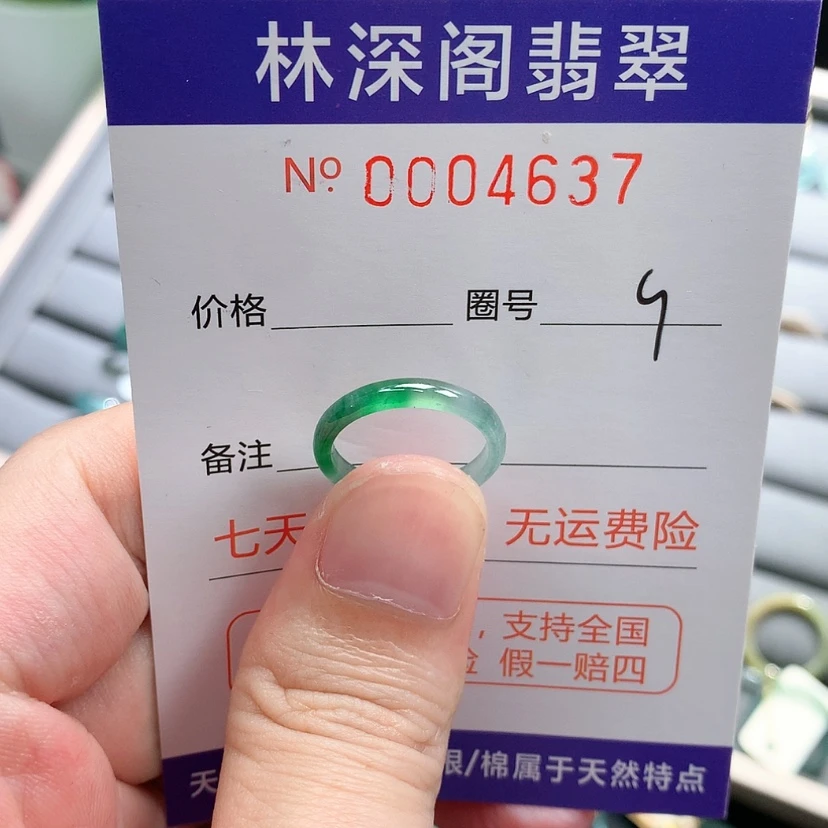 林深阁翡翠
Nº. 0004637
价格 圈号 9
备注
七天 无运费险
，支持全国
假一赔四
天 /棉属于天然特点